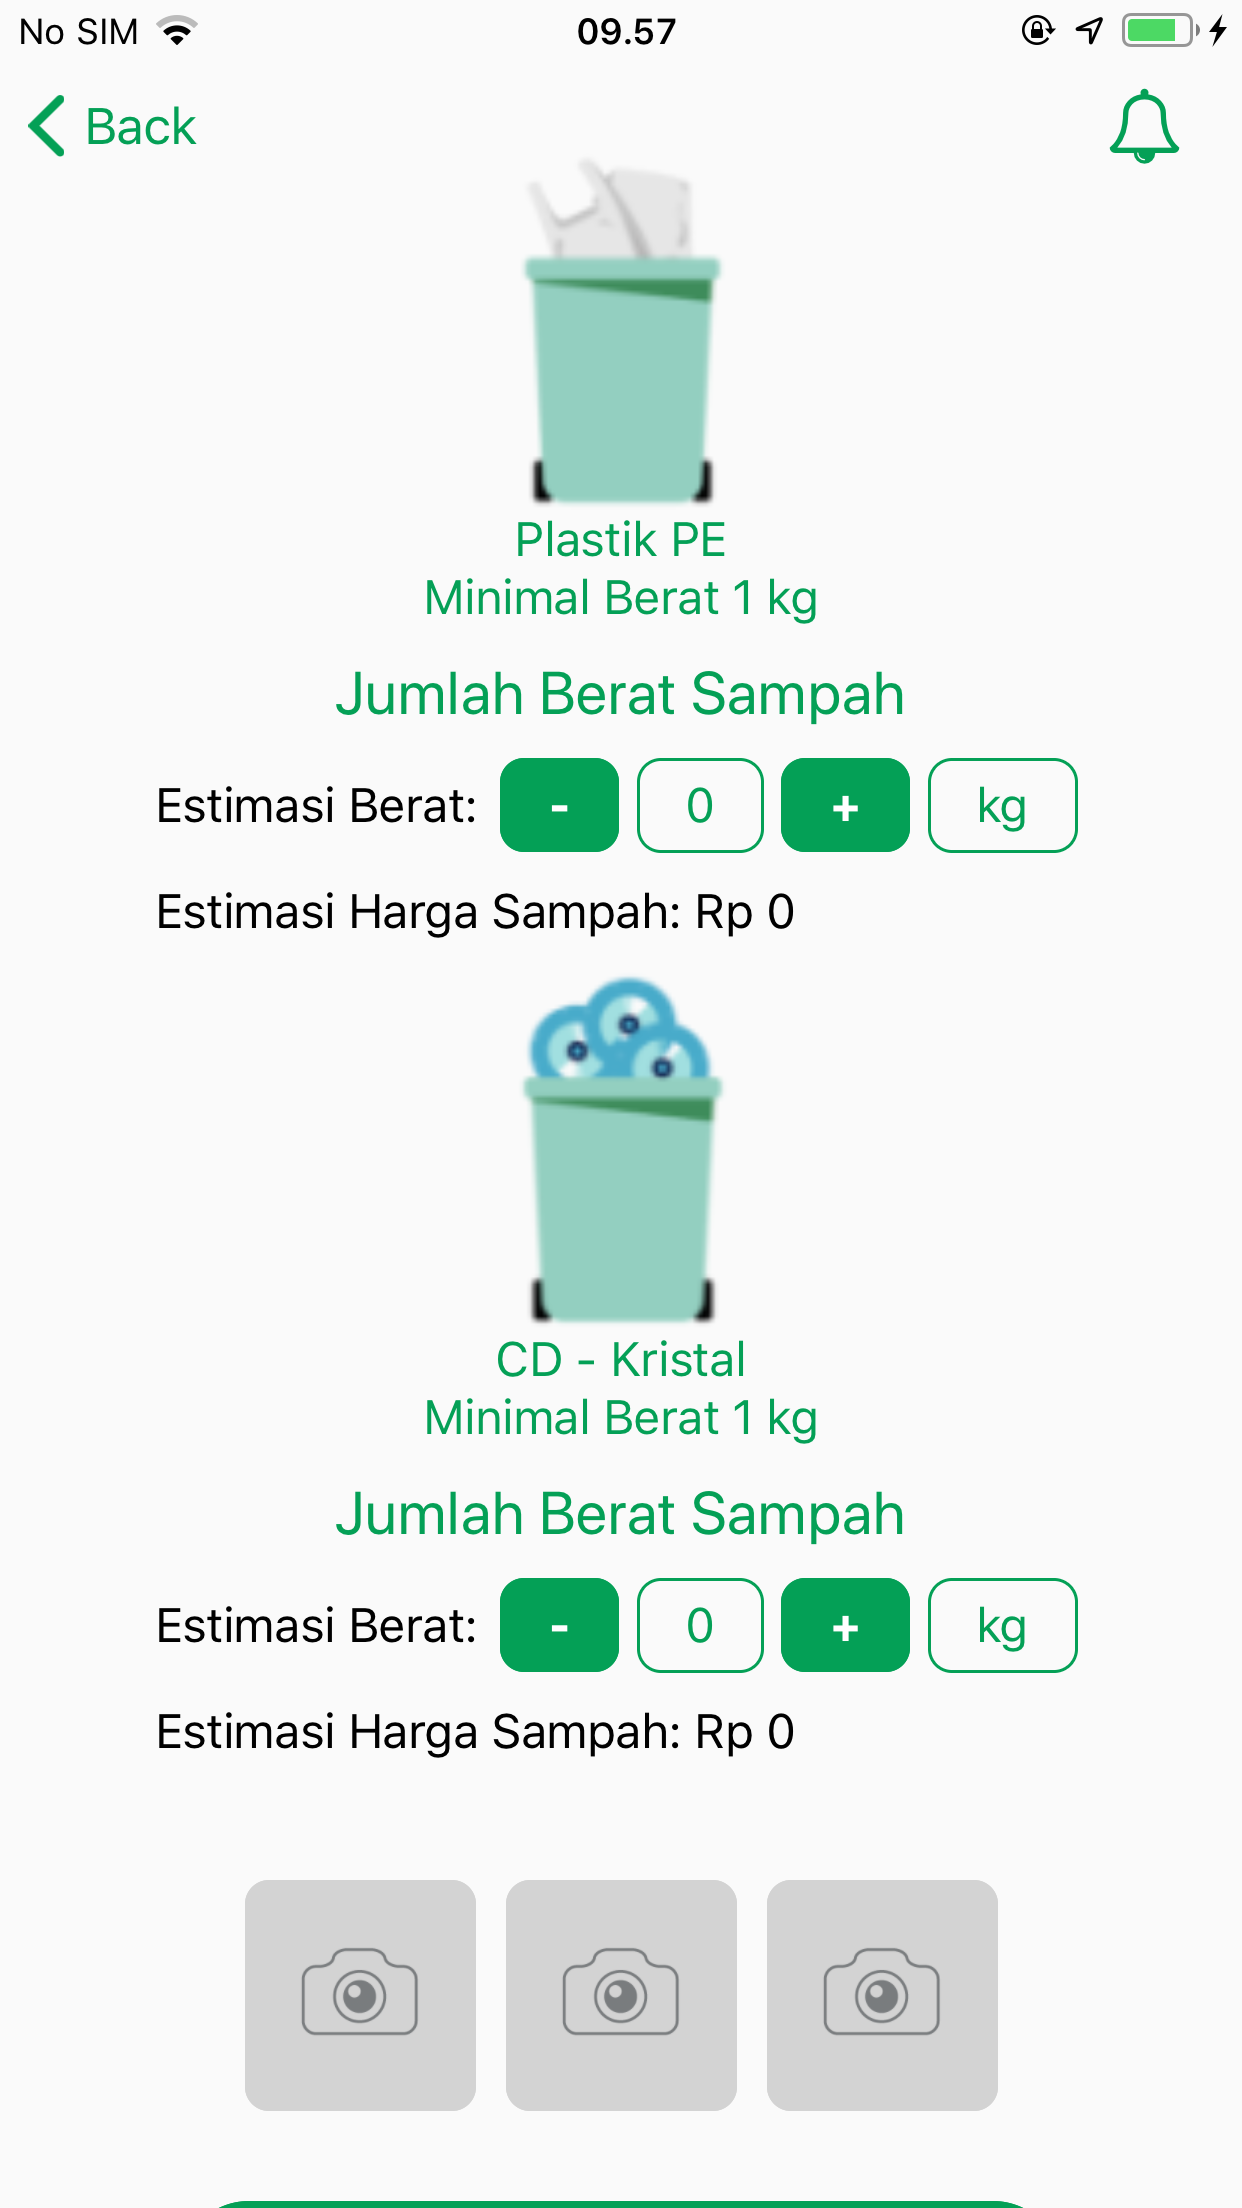 No SIM
09.57
Back
Plastik PE
Minimal Berat 1 kg
Jumlah Berat Sampah
Estimasi Berat: - 0 + kg
Estimasi Harga Sampah: Rp 0
CD - Kristal
Minimal Berat 1 kg
Jumlah Berat Sampah
Estimasi Berat: - 0 + kg
Estimasi Harga Sampah: Rp 0